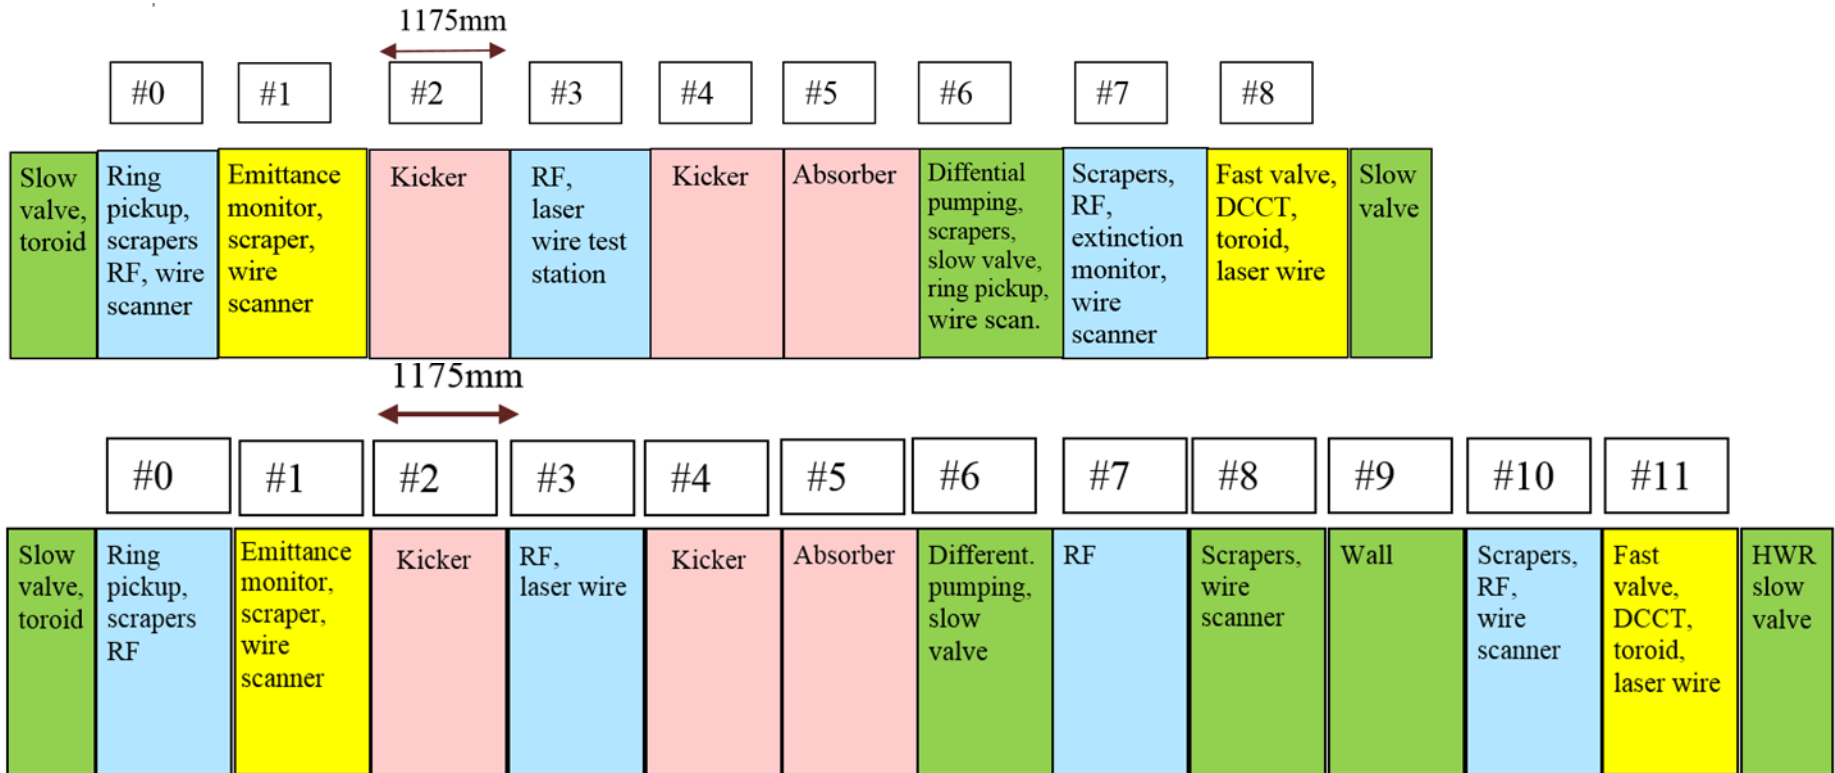 1175mm
#0
#1
#2
#3
#4
#5
#6
#7
#8
Slow
valve,
toroid
Ring
pickup,
scrapers
RF, wire
scanner
Emittance
monitor,
scraper,
wire
scanner
Kicker
RF,
laser
wire test
station
Kicker
Absorber
Diffential
pumping,
scrapers,
slow valve,
ring pickup,
wire scan.
Scrapers,
RF,
extinction
monitor,
wire
scanner
Fast valve,
DCCT,
toroid,
laser wire
Slow
valve
1175mm
#0
#1
#2
#3
#4
#5
#6
#7
#8
#9
#10
#11
Slow
valve,
toroid
Ring
pickup,
scrapers
RF
Emittance
monitor,
scraper,
wire
scanner
Kicker
RF,
laser wire
Kicker
Absorber
Different.
pumping,
slow
valve
RF
Scrapers,
wire
scanner
Wall
Scrapers,
RF,
wire
scanner
Fast
valve,
DCCT,
toroid,
laser wire
HWR
slow
valve